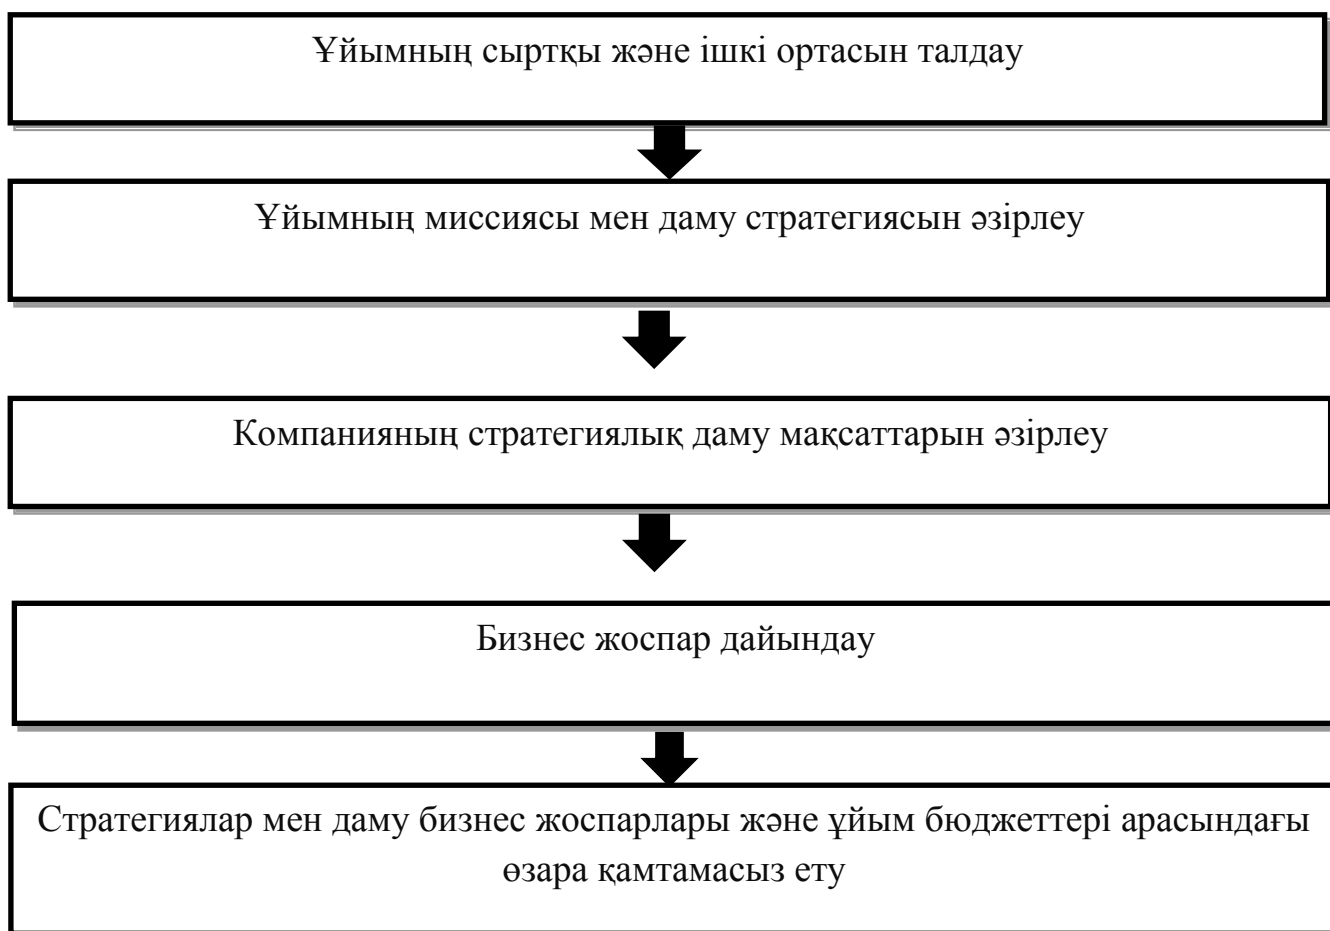 Ұйымның сыртқы және ішкі ортасын талдау
Ұйымның миссиясы мен даму стратегиясын әзірлеу
Компанияның стратегиялық даму мақсаттарын әзірлеу
Бизнес жоспар дайындау
Стратегиялар мен даму бизнес жоспарлары және ұйым бюджеттері арасындағы
өзара қамтамасыз ету